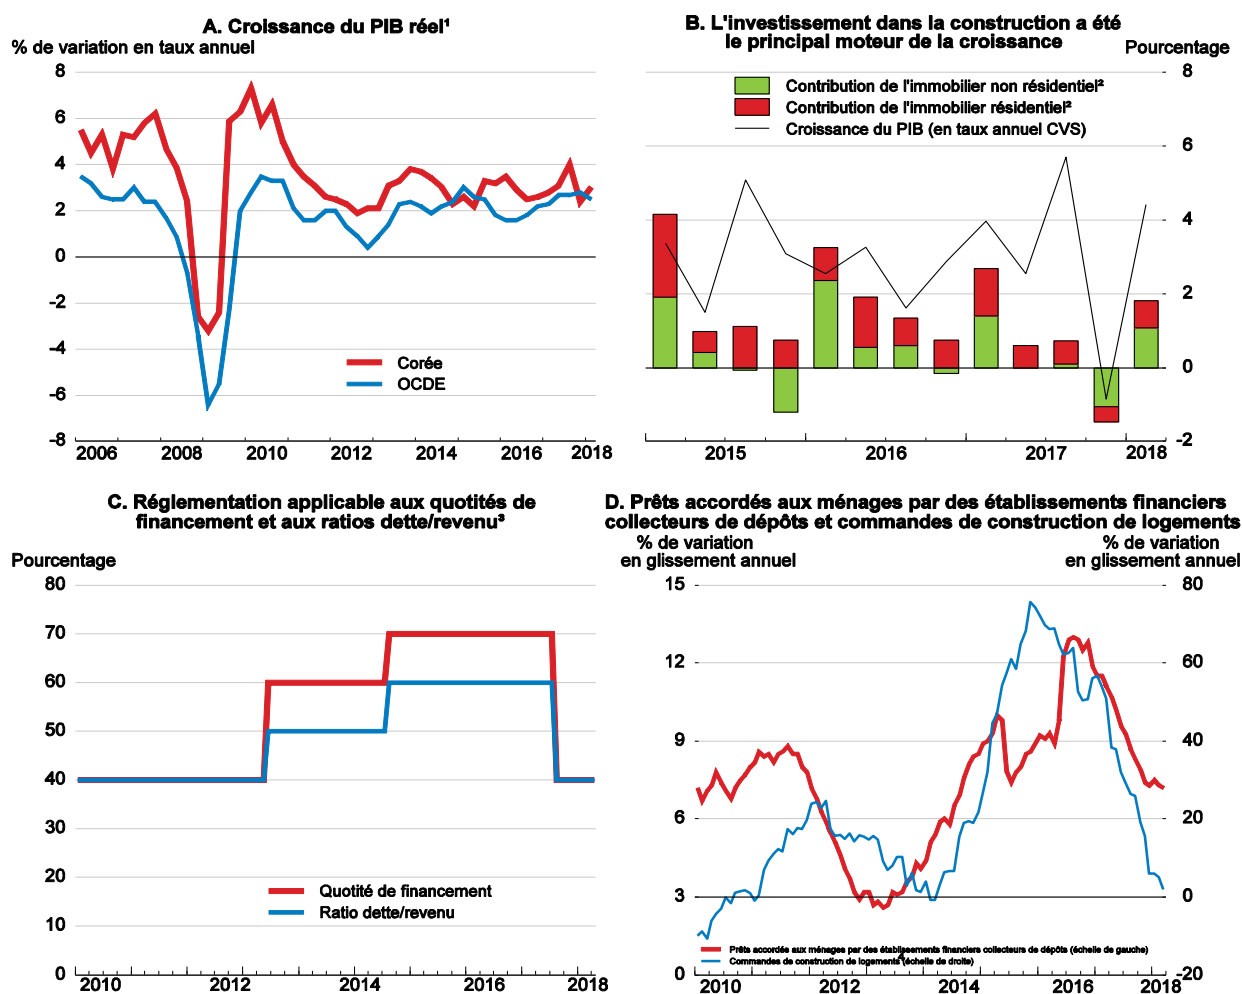 A. Croissance du PIB réel¹
% de variation en taux annuel
8
6
4
2
0
-2
-4
-6
-8
Corée
OCDE
2006 2008 2010 2012 2014 2016 2018
B. L'investissement dans la construction a été
le principal moteur de la croissance
Pourcentage
Contribution de l'immobilier non résidentiel²
Contribution de l'immobilier résidentiel²
Croissance du PIB (en taux annuel CVS)
8
6
4
2
0
-2
2015 2016 2017 2018
C. Réglementation applicable aux quotités de
financement et aux ratios dette/revenu³
Pourcentage
80
70
60
50
40
30
20
10
0
Quotité de financement
Ratio dette/revenu
2010 2012 2014 2016 2018
D. Prêts accordés aux ménages par des établissements financiers
collecteurs de dépôts et commandes de construction de logements
% de variation
en glissement annuel
% de variation
en glissement annuel
15 80
12 60
9 40
6 20
3 0
0 -20
Prêts accordés aux ménages par des établissements financiers collecteurs de dépôts (échelle de gauche)
4
Commandes de construction de logements (échelle de droite)
2010 2012 2014 2016 2018